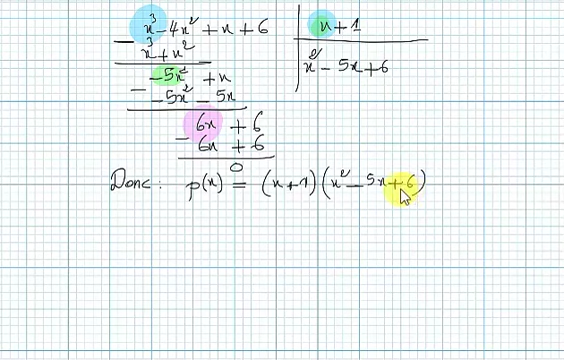 x³ - 4x² + x + 6 | x + 1
- x³ + x² | x² - 5x + 6
- 5x² + x
- - 5x² - 5x
6x + 6
- 6x + 6
0
Donc : p(x) = (x + 1)(x² - 5x + 6)